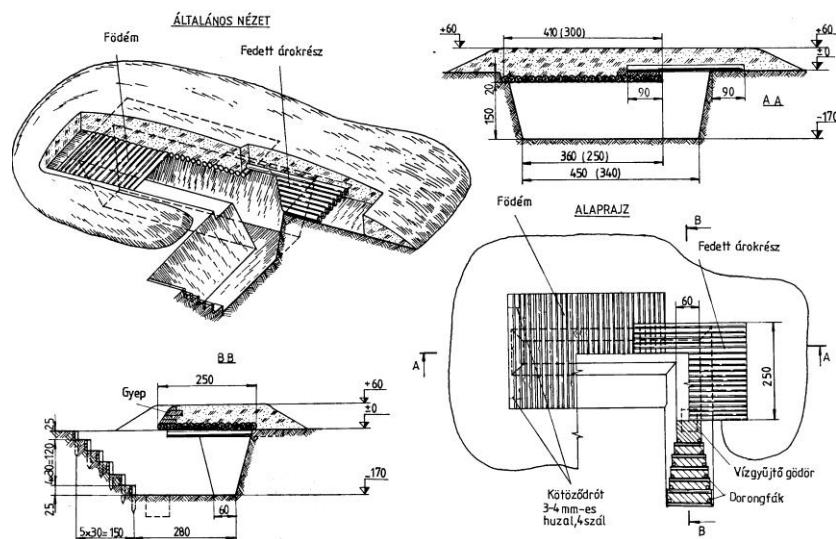 ÁLTALÁNOS NÉZET
Födém
Fedett árokrész
410 (300)
+60
+60
±0
20
150
90
90
A A
-170
360 (250)
450 (340)
Födém
ALAPRAJZ
B
Fedett árokrész
60
A
A
250
Vízgyűjtő gödör
Dorongfák
Kötöződrót
3-4 mm-es
huzal, 4 szál
B
B B
250
Gyep
+60
±0
25
4x30=120
25
170
60
5x30=150
280